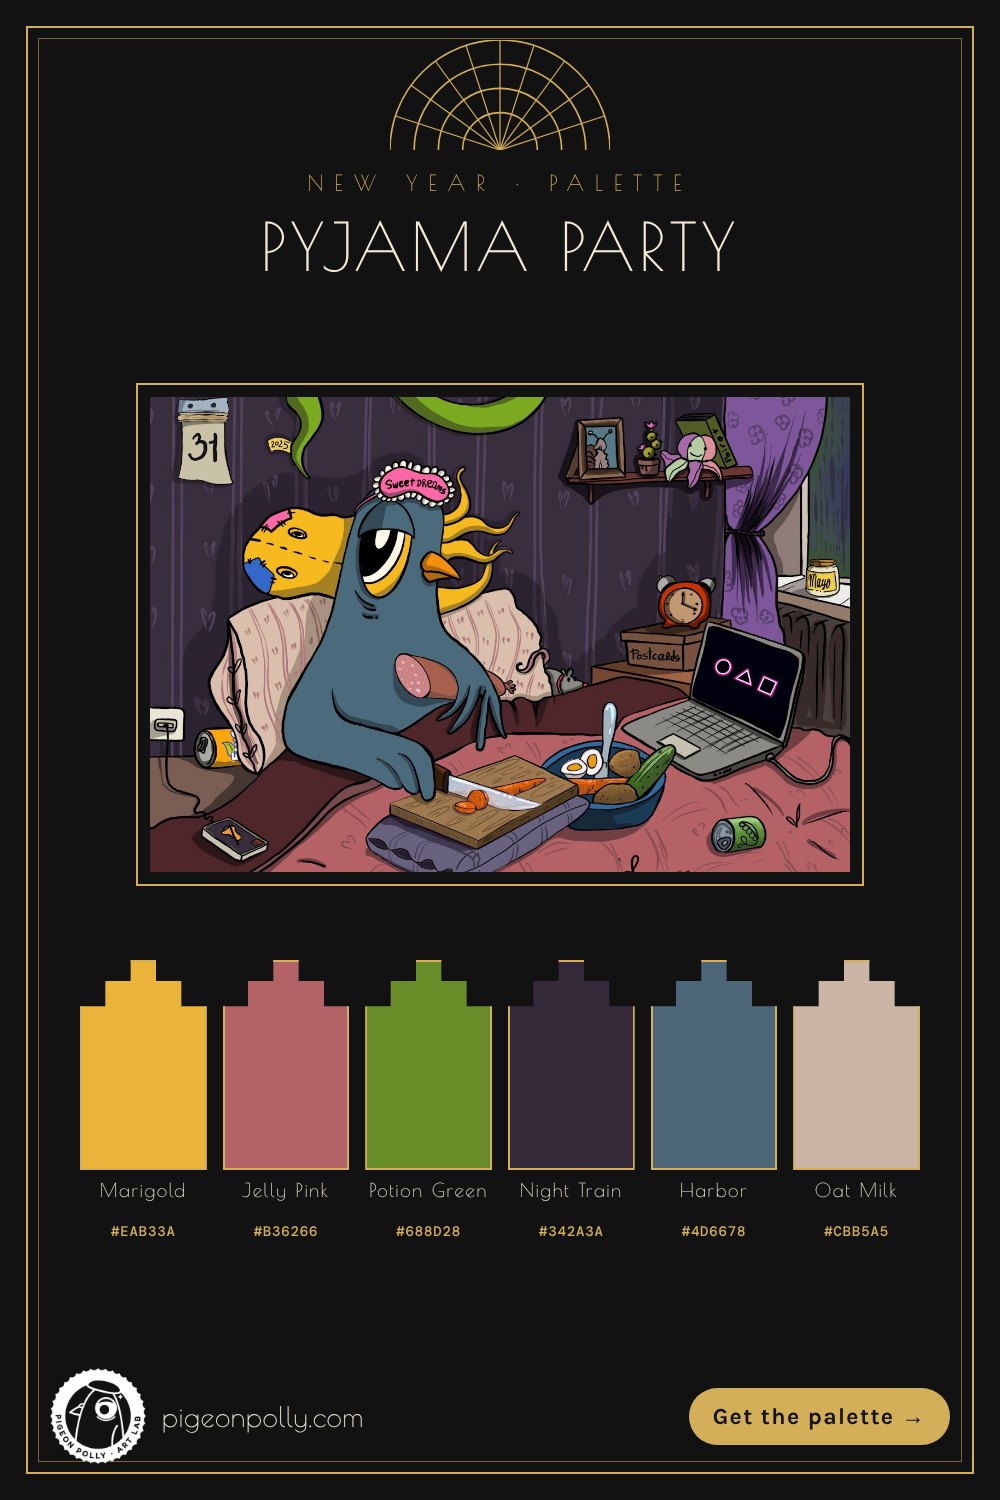 NEW YEAR · PALETTE
PYJAMA PARTY
31
2025
Sweet DReAMs
Poirot
Mayo
Postcards
Marigold
Jelly Pink
Potion Green
Night Train
Harbor
Oat Milk
#EAB33A
#B36266
#688D28
#342A3A
#4D6678
#CBB5A5
PIGEON POLLY · ART LAB
pigeonpolly.com
Get the palette →